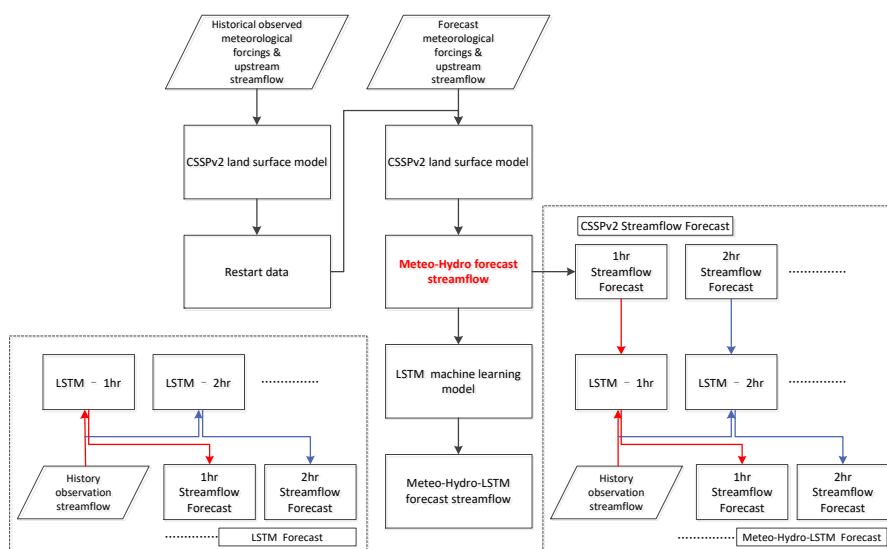 Historical observed
meteorological
forcings &
upstream
streamflow
Forecast
meteorological
forcings &
upstream
streamflow
CSSPv2 land surface model
CSSPv2 land surface model
Restart data
Meteo-Hydro forecast
streamflow
LSTM machine learning
model
Meteo-Hydro-LSTM
forecast streamflow
CSSPv2 Streamflow Forecast
1hr
Streamflow
Forecast
2hr
Streamflow
Forecast
LSTM – 1hr
LSTM – 2hr
History
observation
streamflow
1hr
Streamflow
Forecast
2hr
Streamflow
Forecast
Meteo-Hydro-LSTM Forecast
LSTM – 1hr
LSTM – 2hr
History
observation
streamflow
1hr
Streamflow
Forecast
2hr
Streamflow
Forecast
LSTM Forecast